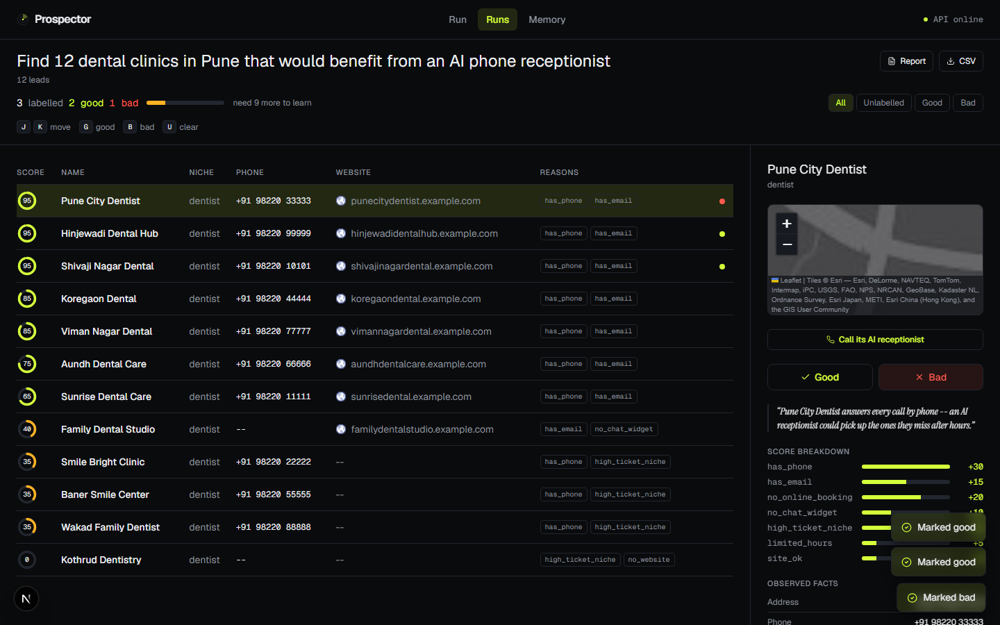 Prospector
Run Runs Memory
API online
Find 12 dental clinics in Pune that would benefit from an AI phone receptionist
Report CSV
12 leads
3 labelled 2 good 1 bad need 9 more to learn
All Unlabelled Good Bad
J K move G good B bad U clear
SCORE NAME NICHE PHONE WEBSITE REASONS
95 Pune City Dentist dentist +91 98220 33333 punecitydentist.example.com has_phone has_email
95 Hinjewadi Dental Hub dentist +91 98220 99999 hinjewadidentalhub.example.com has_phone has_email
95 Shivaji Nagar Dental dentist +91 98220 10101 shivajinagardental.example.com has_phone has_email
85 Koregaon Dental dentist +91 98220 44444 koregaondental.example.com has_phone has_email
85 Viman Nagar Dental dentist +91 98220 77777 vimannagardental.example.com has_phone has_email
75 Aundh Dental Care dentist +91 98220 66666 aundhdentalcare.example.com has_phone has_email
65 Sunrise Dental Care dentist +91 98220 11111 sunrisedental.example.com has_phone has_email
40 Family Dental Studio dentist -- familydentalstudio.example.com has_email no_chat_widget
35 Smile Bright Clinic dentist +91 98220 22222 -- has_phone high_ticket_niche
35 Baner Smile Center dentist +91 98220 55555 -- has_phone high_ticket_niche
35 Wakad Family Dentist dentist +91 98220 88888 -- has_phone high_ticket_niche
0 Kothrud Dentistry dentist -- -- high_ticket_niche no_website
N
Pune City Dentist
dentist
+
−
Leaflet | Tiles © Esri — Esri, DeLorme, NAVTEQ, TomTom,
Intermap, iPC, USGS, FAO, NPS, NRCAN, GeoBase, Kadaster NL,
Ordnance Survey, Esri Japan, METI, Esri China (Hong Kong), and
the GIS User Community
Call its AI receptionist
Good Bad
“Pune City Dentist answers every call by phone -- an AI
receptionist could pick up the ones they miss after hours.”
SCORE BREAKDOWN
has_phone +30
has_email +15
no_online_booking +20
no_chat_widget +10
high_ticket_niche
limited_hours +5
site_ok
Marked good
Marked good
Marked bad
OBSERVED FACTS
Address
Phone +91 98220 33333